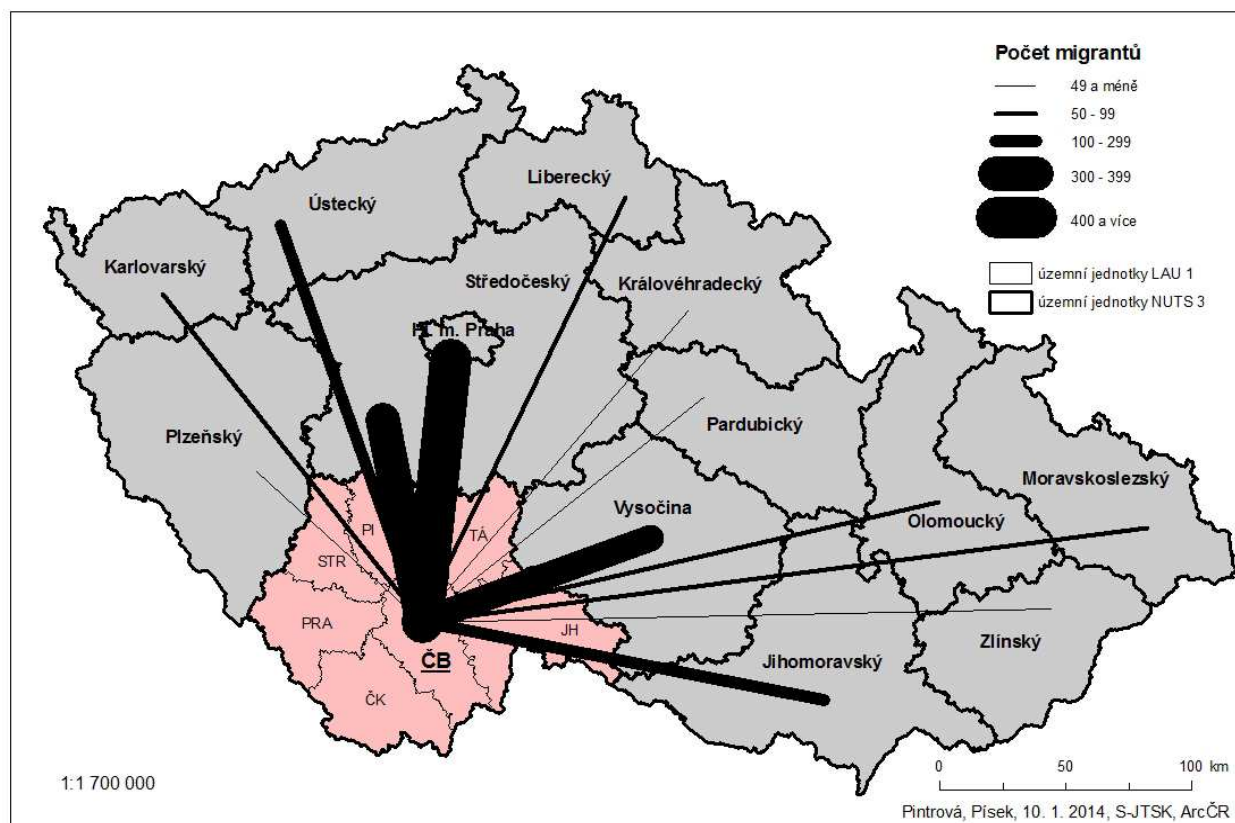 Počet migrantů
49 a méně
50 - 99
100 - 299
300 - 399
400 a více
územní jednotky LAU 1
územní jednotky NUTS 3
Liberecký
Ústecký
Karlovarský
Středočeský
Královéhradecký
Hl. m. Praha
Plzeňský
Pardubický
Moravskoslezský
Vysočina
Olomoucký
PI
TÁ
STR
PRA
JH
Zlínský
Jihomoravský
ČB
ČK
1:1 700 000
0 50 100 km
Pintrová, Písek, 10. 1. 2014, S-JTSK, ArcČR